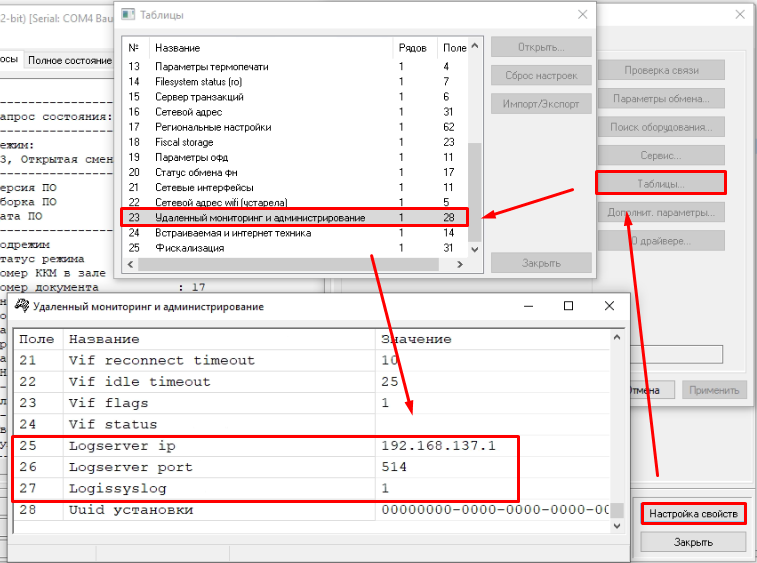 2-bit) [Serial: COM4 Bau
осы
Полное состояние
апрос состояния:
ежим:
3, Открытая смен
ерсия ПО
борка ПО
ата ПО
одрежим
татус режима
омер ККМ в зале
омер документа : 17
Таблицы
№ Название Рядов Поле
13 Параметры термопечати 1 4
14 Filesystem status (ro) 1 7
15 Сервер транзакций 1 6
16 Сетевой адрес 1 31
17 Региональные настройки 1 62
18 Fiscal storage 1 23
19 Параметры офд 1 11
20 Статус обмена фн 1 17
21 Сетевые интерфейсы 1 11
22 Сетевой адрес wifi (устарела) 1 5
23 Удаленный мониторинг и администрирование 1 28
24 Встраиваемая и интернет техника 1 14
25 Фискализация 1 31
Открыть...
Сброс настроек
Импорт/Экспорт
Закрыть
Проверка связи
Параметры обмена...
Поиск оборудования...
Сервис...
Таблицы...
Дополнит. параметры...
О драйвере...
Отмена
Применить
Удаленный мониторинг и администрирование
Поле Название Значение
21 Vif reconnect timeout 10
22 Vif idle timeout 25
23 Vif flags 1
24 Vif status
25 Logserver ip 192.168.137.1
26 Logserver port 514
27 Logissyslog 1
28 Uuid установки 00000000-0000-0000-0000-00
Настройка свойств
Закрыть